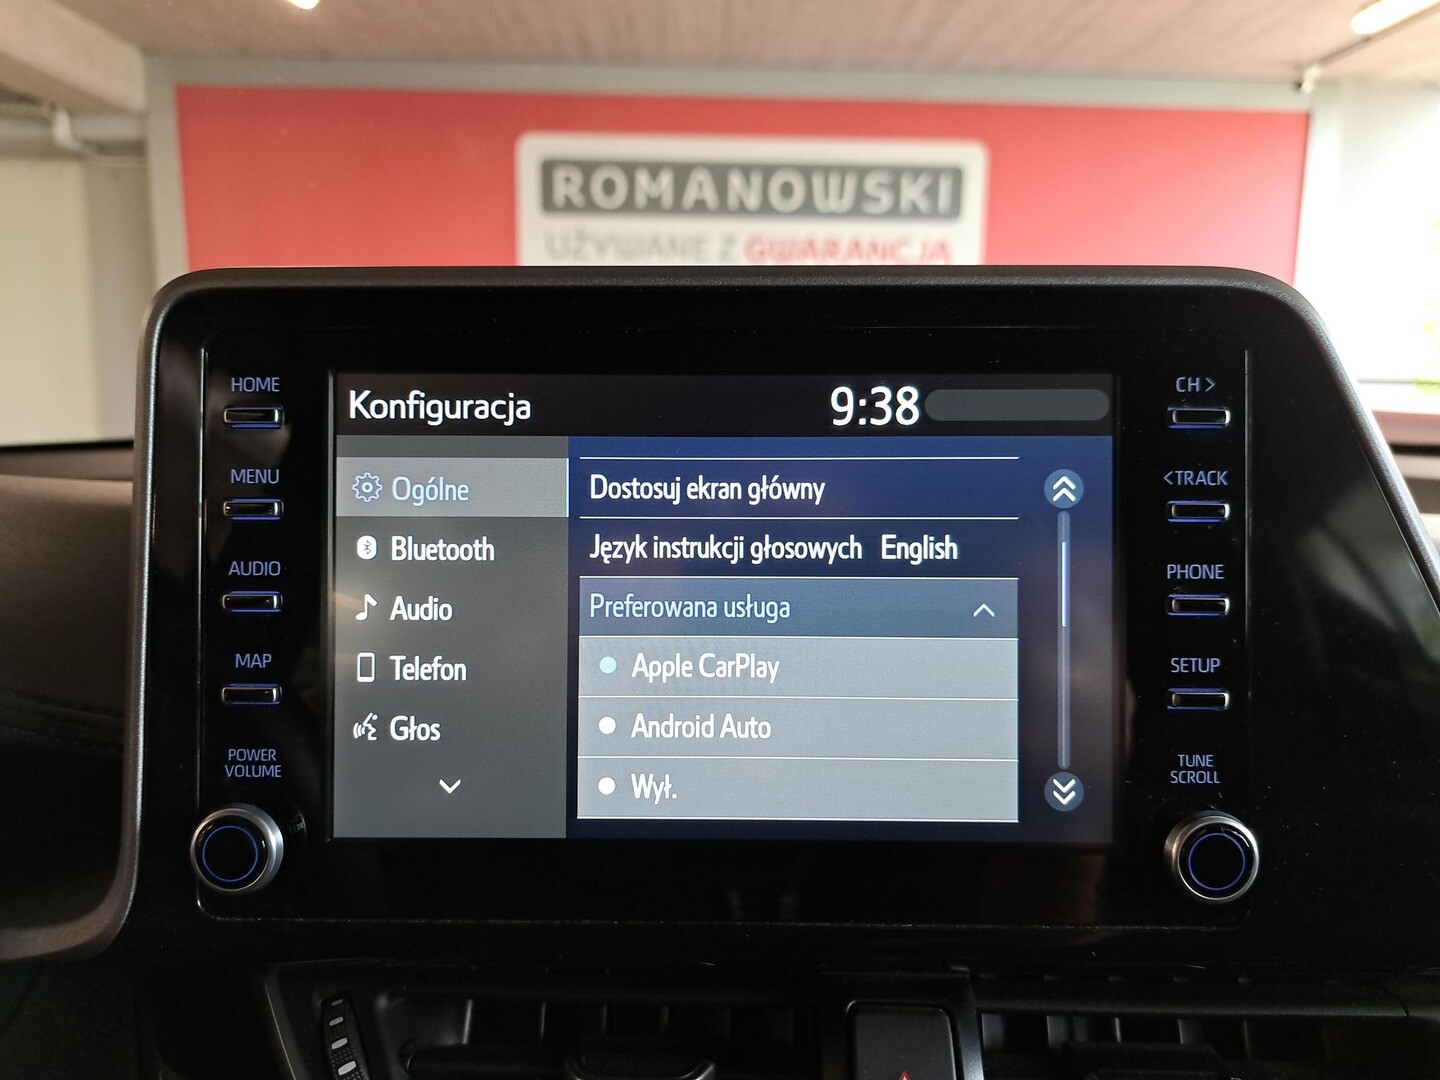 ROMANOWSKI
UŻYWANE Z GWARANCJĄ
HOME
MENU
AUDIO
MAP
POWER
VOLUME
Konfiguracja 9:38
Ogólne
Bluetooth
Audio
Telefon
Głos
Dostosuj ekran główny
Język instrukcji głosowych English
Preferowana usługa
Apple CarPlay
Android Auto
Wył.
CH >
< TRACK
PHONE
SETUP
TUNE
SCROLL